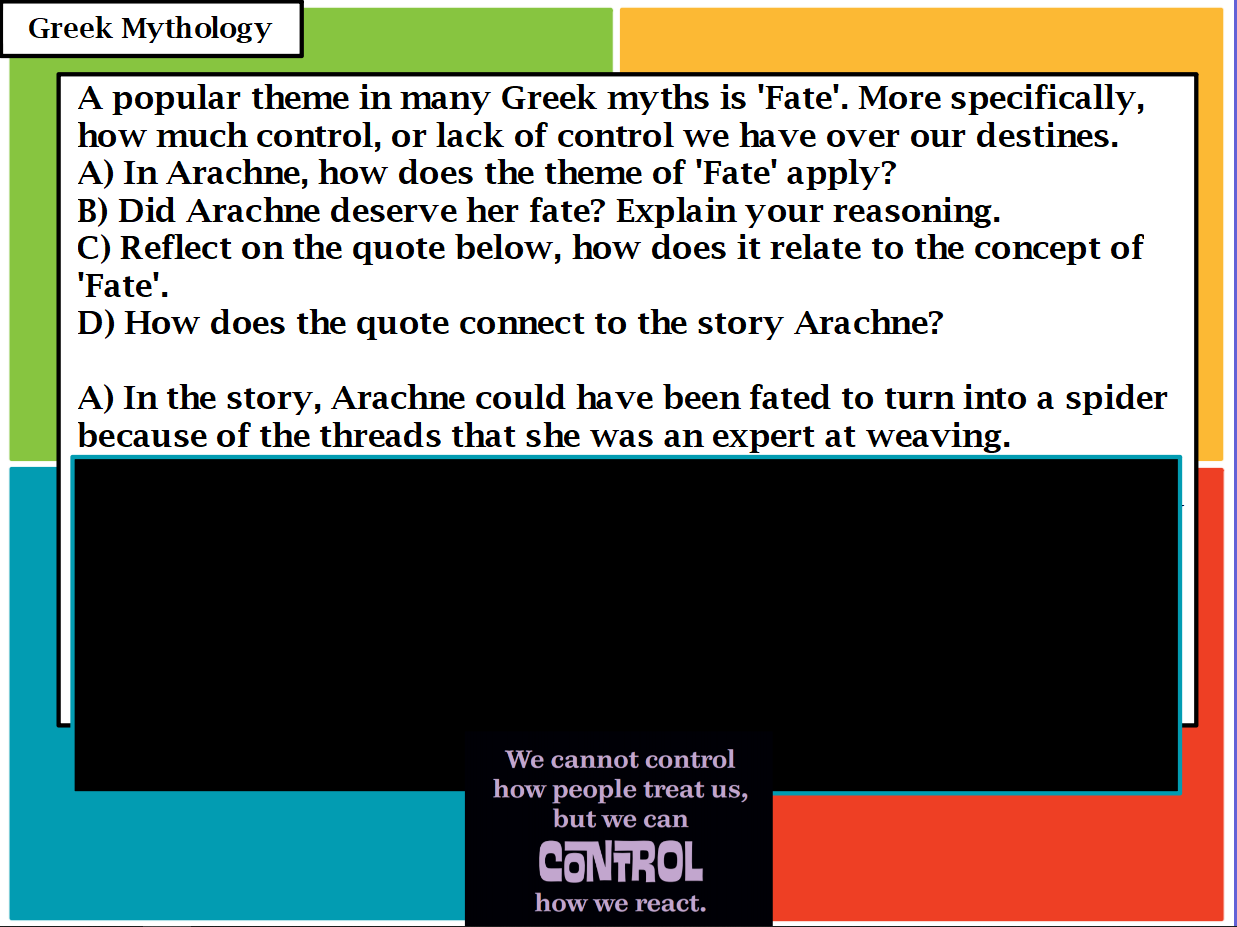 Greek Mythology
A popular theme in many Greek myths is 'Fate'. More specifically,
how much control, or lack of control we have over our destines.
A) In Arachne, how does the theme of 'Fate' apply?
B) Did Arachne deserve her fate? Explain your reasoning.
C) Reflect on the quote below, how does it relate to the concept of
'Fate'.
D) How does the quote connect to the story Arachne?
A) In the story, Arachne could have been fated to turn into a spider
because of the threads that she was an expert at weaving.
We cannot control
how people treat us,
but we can
CONTROL
how we react.